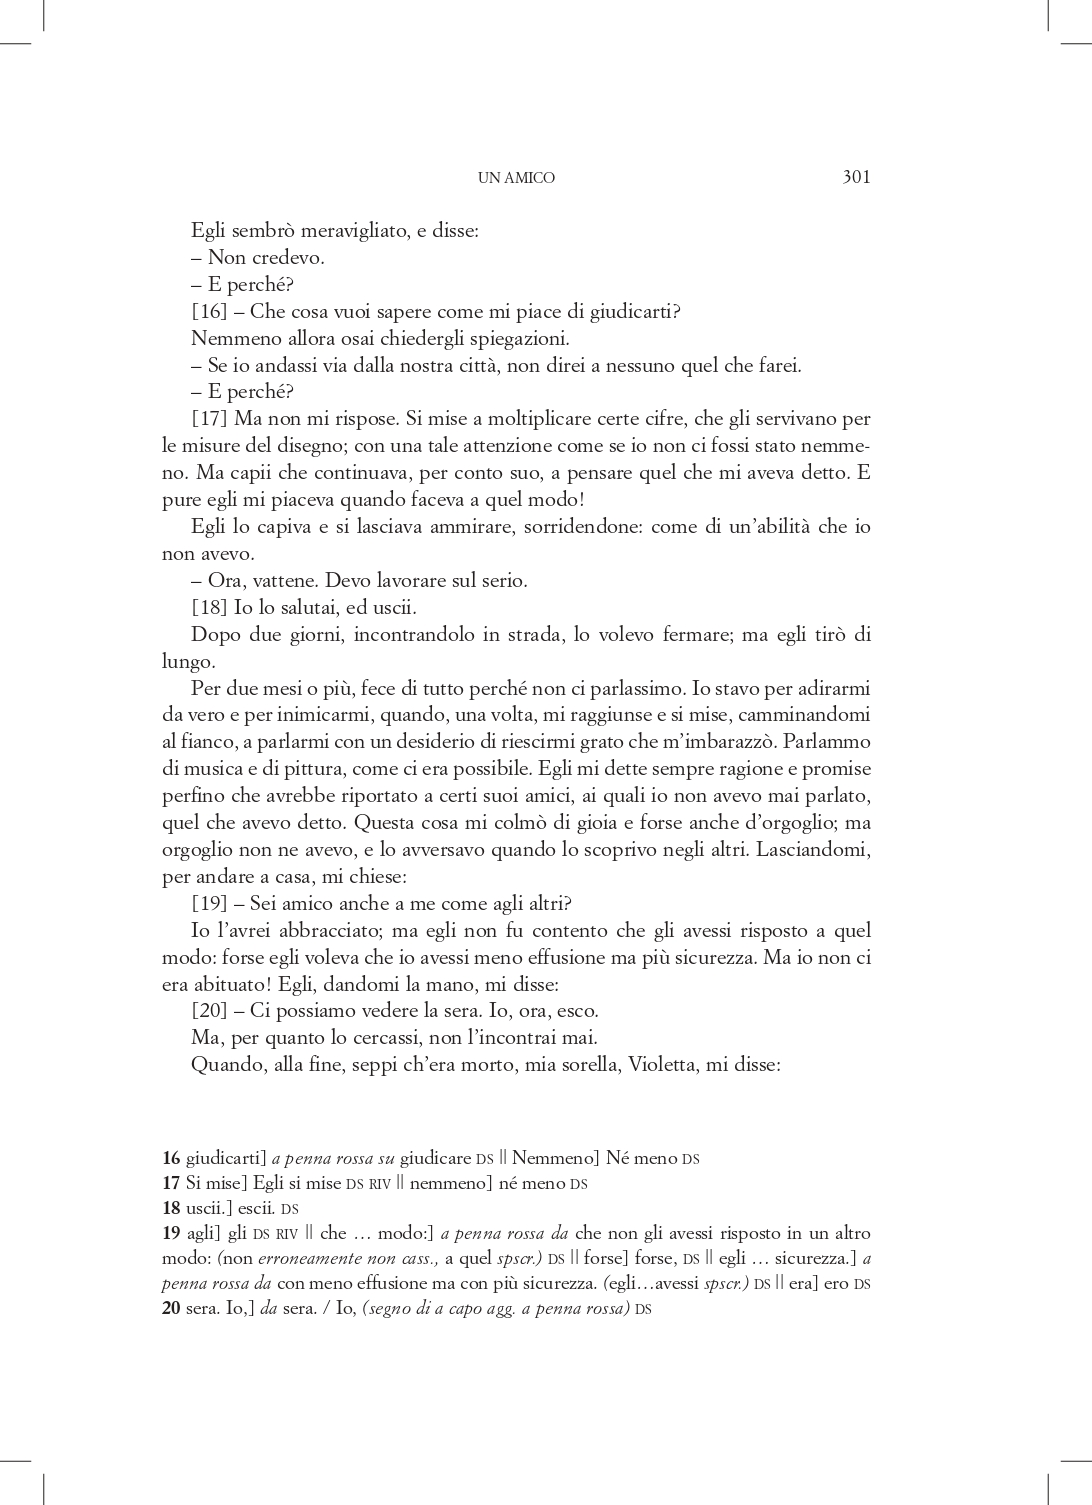 UN AMICO 301
Egli sembrò meravigliato, e disse:
– Non credevo.
– E perché?
[16] – Che cosa vuoi sapere come mi piace di giudicarti?
Nemmeno allora osai chiedergli spiegazioni.
– Se io andassi via dalla nostra città, non direi a nessuno quel che farei.
– E perché?
[17] Ma non mi rispose. Si mise a moltiplicare certe cifre, che gli servivano per
le misure del disegno; con una tale attenzione come se io non ci fossi stato nemme-
no. Ma capii che continuava, per conto suo, a pensare quel che mi aveva detto. E
pure egli mi piaceva quando faceva a quel modo!
Egli lo capiva e si lasciava ammirare, sorridendone: come di un’abilità che io
non avevo.
– Ora, vattene. Devo lavorare sul serio.
[18] Io lo salutai, ed uscii.
Dopo due giorni, incontrandolo in strada, lo volevo fermare; ma egli tirò di
lungo.
Per due mesi o più, fece di tutto perché non ci parlassimo. Io stavo per adirarmi
da vero e per inimicarmi, quando, una volta, mi raggiunse e si mise, camminandomi
al fianco, a parlarmi con un desiderio di riescirmi grato che m’imbarazzò. Parlammo
di musica e di pittura, come ci era possibile. Egli mi dette sempre ragione e promise
perfino che avrebbe riportato a certi suoi amici, ai quali io non avevo mai parlato,
quel che avevo detto. Questa cosa mi colmò di gioia e forse anche d’orgoglio; ma
orgoglio non ne avevo, e lo avversavo quando lo scoprivo negli altri. Lasciandomi,
per andare a casa, mi chiese:
[19] – Sei amico anche a me come agli altri?
Io l’avrei abbracciato; ma egli non fu contento che gli avessi risposto a quel
modo: forse egli voleva che io avessi meno effusione ma più sicurezza. Ma io non ci
era abituato! Egli, dandomi la mano, mi disse:
[20] – Ci possiamo vedere la sera. Io, ora, esco.
Ma, per quanto lo cercassi, non l’incontrai mai.
Quando, alla fine, seppi ch’era morto, mia sorella, Violetta, mi disse:
16 giudicarti] a penna rossa su giudicare DS || Nemmeno] Né meno DS
17 Si mise] Egli si mise DS RIV || nemmeno] né meno DS
18 uscii.] escii. DS
19 agli] gli DS RIV || che … modo:] a penna rossa da che non gli avessi risposto in un altro
modo: (non erroneamente non cass., a quel spscr.) DS || forse] forse, DS || egli … sicurezza.] a
penna rossa da con meno effusione ma con più sicurezza. (egli…avessi spscr.) DS || era] ero DS
20 sera. Io,] da sera. / Io, (segno di a capo agg. a penna rossa) DS